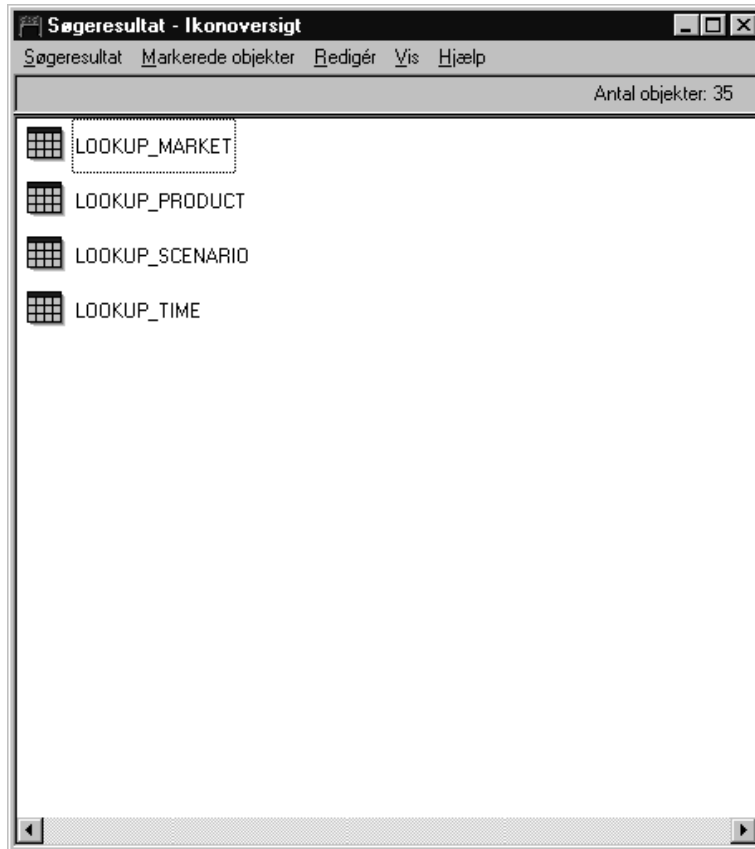 Søgeresultat - Ikonoversigt
Søgeresultat Markerede objekter Redigér Vis Hjælp
Antal objekter: 35
LOOKUP_MARKET
LOOKUP_PRODUCT
LOOKUP_SCENARIO
LOOKUP_TIME